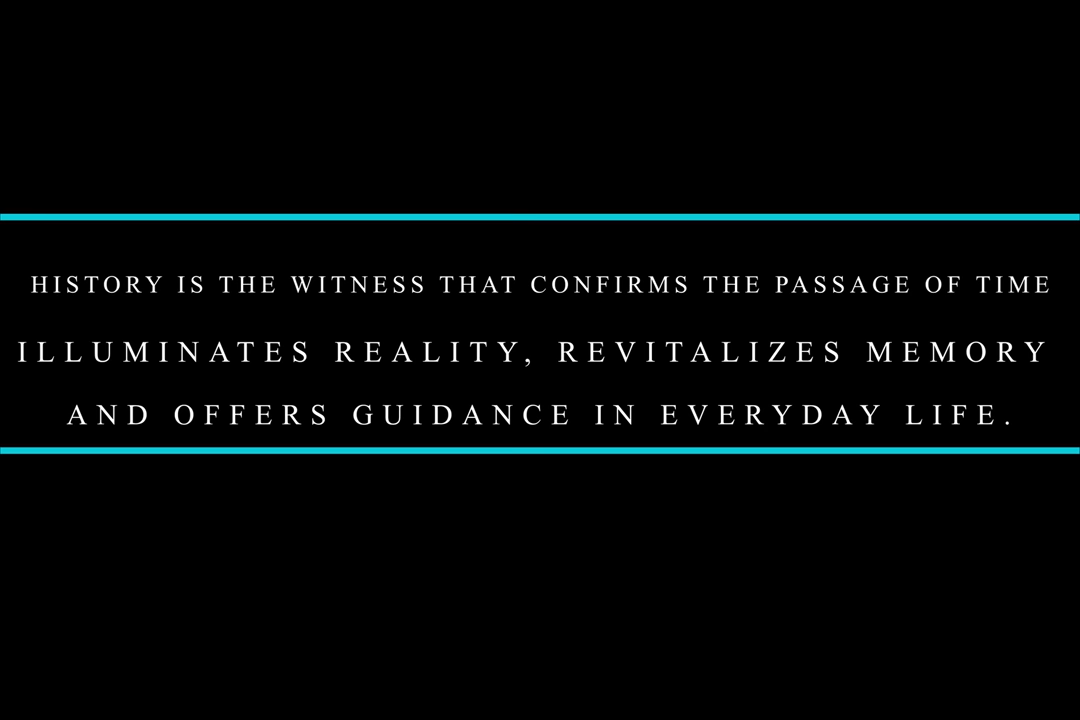 HISTORY IS THE WITNESS THAT CONFIRMS THE PASSAGE OF TIME
ILLUMINATES REALITY, REVITALIZES MEMORY
AND OFFERS GUIDANCE IN EVERYDAY LIFE.